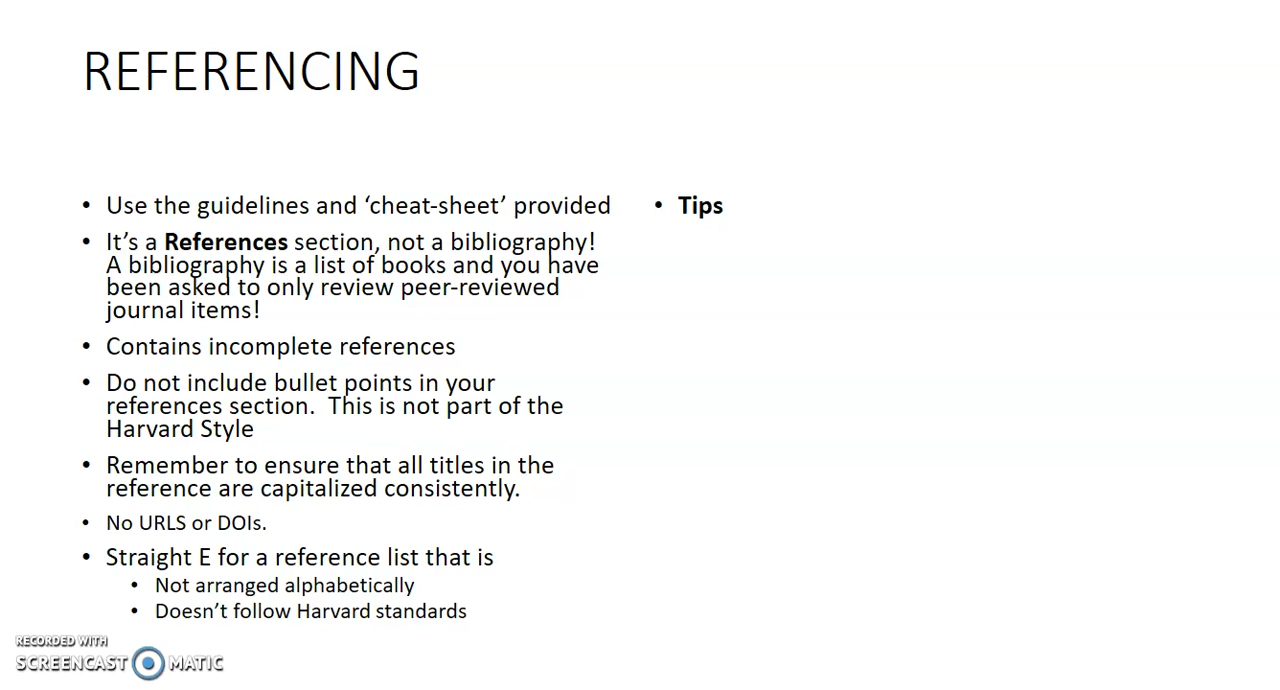 REFERENCING
• Use the guidelines and ‘cheat-sheet’ provided
• It’s a References section, not a bibliography!
A bibliography is a list of books and you have
been asked to only review peer-reviewed
journal items!
• Contains incomplete references
• Do not include bullet points in your
references section.  This is not part of the
Harvard Style
• Remember to ensure that all titles in the
reference are capitalized consistently.
• No URLS or DOIs.
• Straight E for a reference list that is
• Not arranged alphabetically
• Doesn’t follow Harvard standards
• Tips
RECORDED WITH
SCREENCAST MATIC